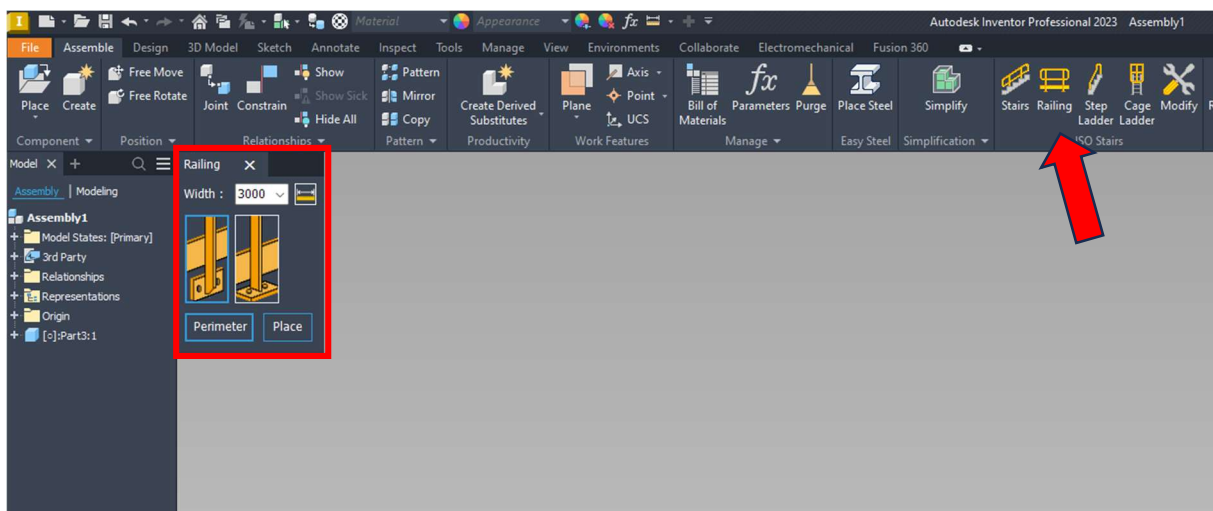 I Material Appearance fx Autodesk Inventor Professional 2023 Assembly1
File Assemble Design 3D Model Sketch Annotate Inspect Tools Manage View Environments Collaborate Electromechanical Fusion 360
Free Move Show Pattern Axis
Free Rotate Show Sick Mirror Point
Place Create Joint Constrain Hide All Copy Create Derived Substitutes Plane UCS Bill of Materials fx Parameters Purge Place Steel Simplify Stairs Railing Step Ladder Cage Ladder Modify
Component Position Relationships Pattern Productivity Work Features Manage Easy Steel Simplification ISO Stairs
Model Railing
Assembly | Modeling Width : 3000
Assembly1
Model States: [Primary]
3rd Party
Relationships
Representations
Origin
Perimeter Place
[○]:Part3:1